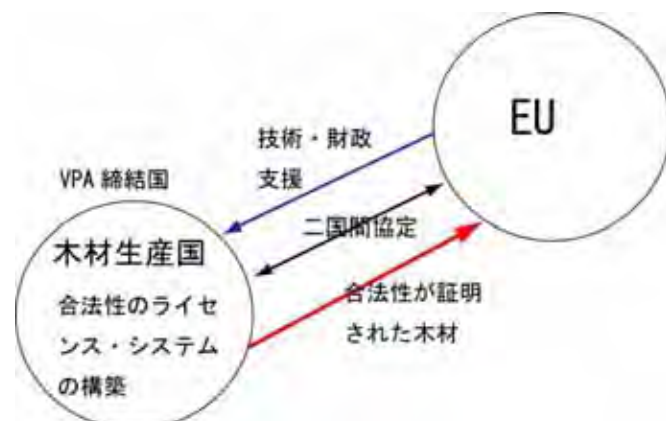 EU
技術・財政
支援
VPA 締結国
二国間協定
木材生産国
合法性のライセ
ンス・システム
の構築
合法性が証明
された木材